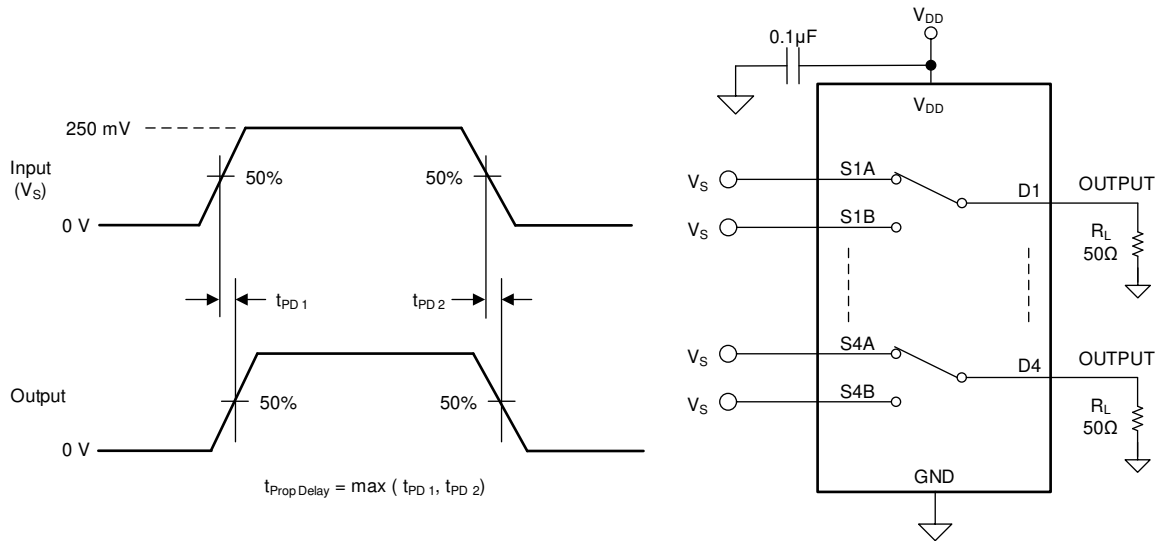 250 mV
Input
(VS)
50%
50%
0 V
tPD 1
tPD 2
Output
50%
50%
0 V
tProp Delay = max ( tPD 1, tPD 2)
VDD
0.1µF
VDD
VS
S1A
D1
OUTPUT
VS
S1B
RL
50Ω
VS
S4A
D4
OUTPUT
VS
S4B
RL
50Ω
GND